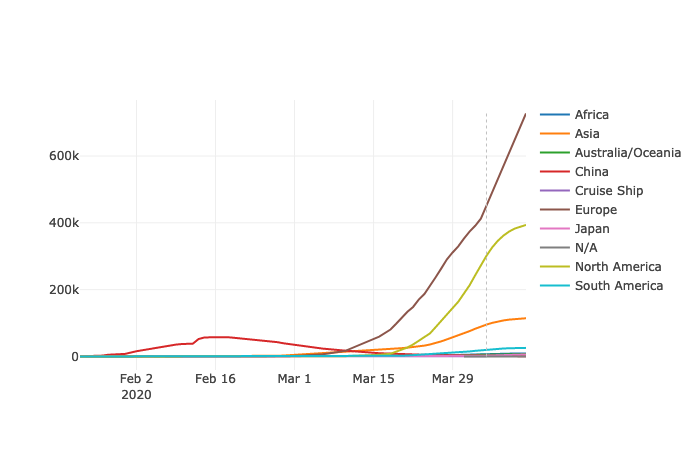 600k
400k
200k
0
Feb 2
2020
Feb 16
Mar 1
Mar 15
Mar 29
Africa
Asia
Australia/Oceania
China
Cruise Ship
Europe
Japan
N/A
North America
South America